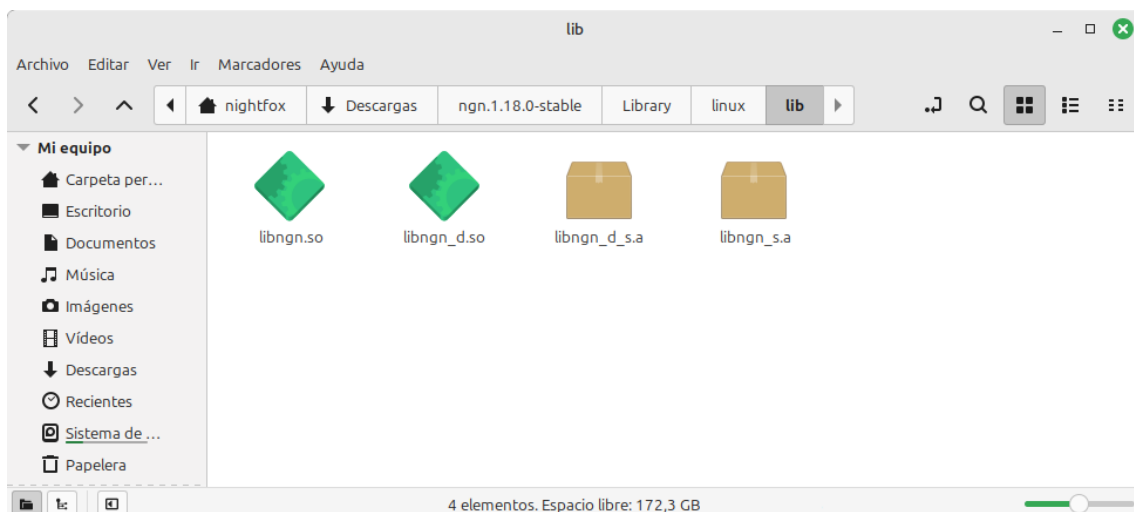 lib
Archivo Editar Ver Ir Marcadores Ayuda
nightfox Descargas ngn.1.18.0-stable Library linux lib
Mi equipo
Carpeta per...
Escritorio
Documentos
Música
Imágenes
Vídeos
Descargas
Recientes
Sistema de ...
Papelera
libngn.so libngn_d.so libngn_d_s.a libngn_s.a
4 elementos. Espacio libre: 172,3 GB